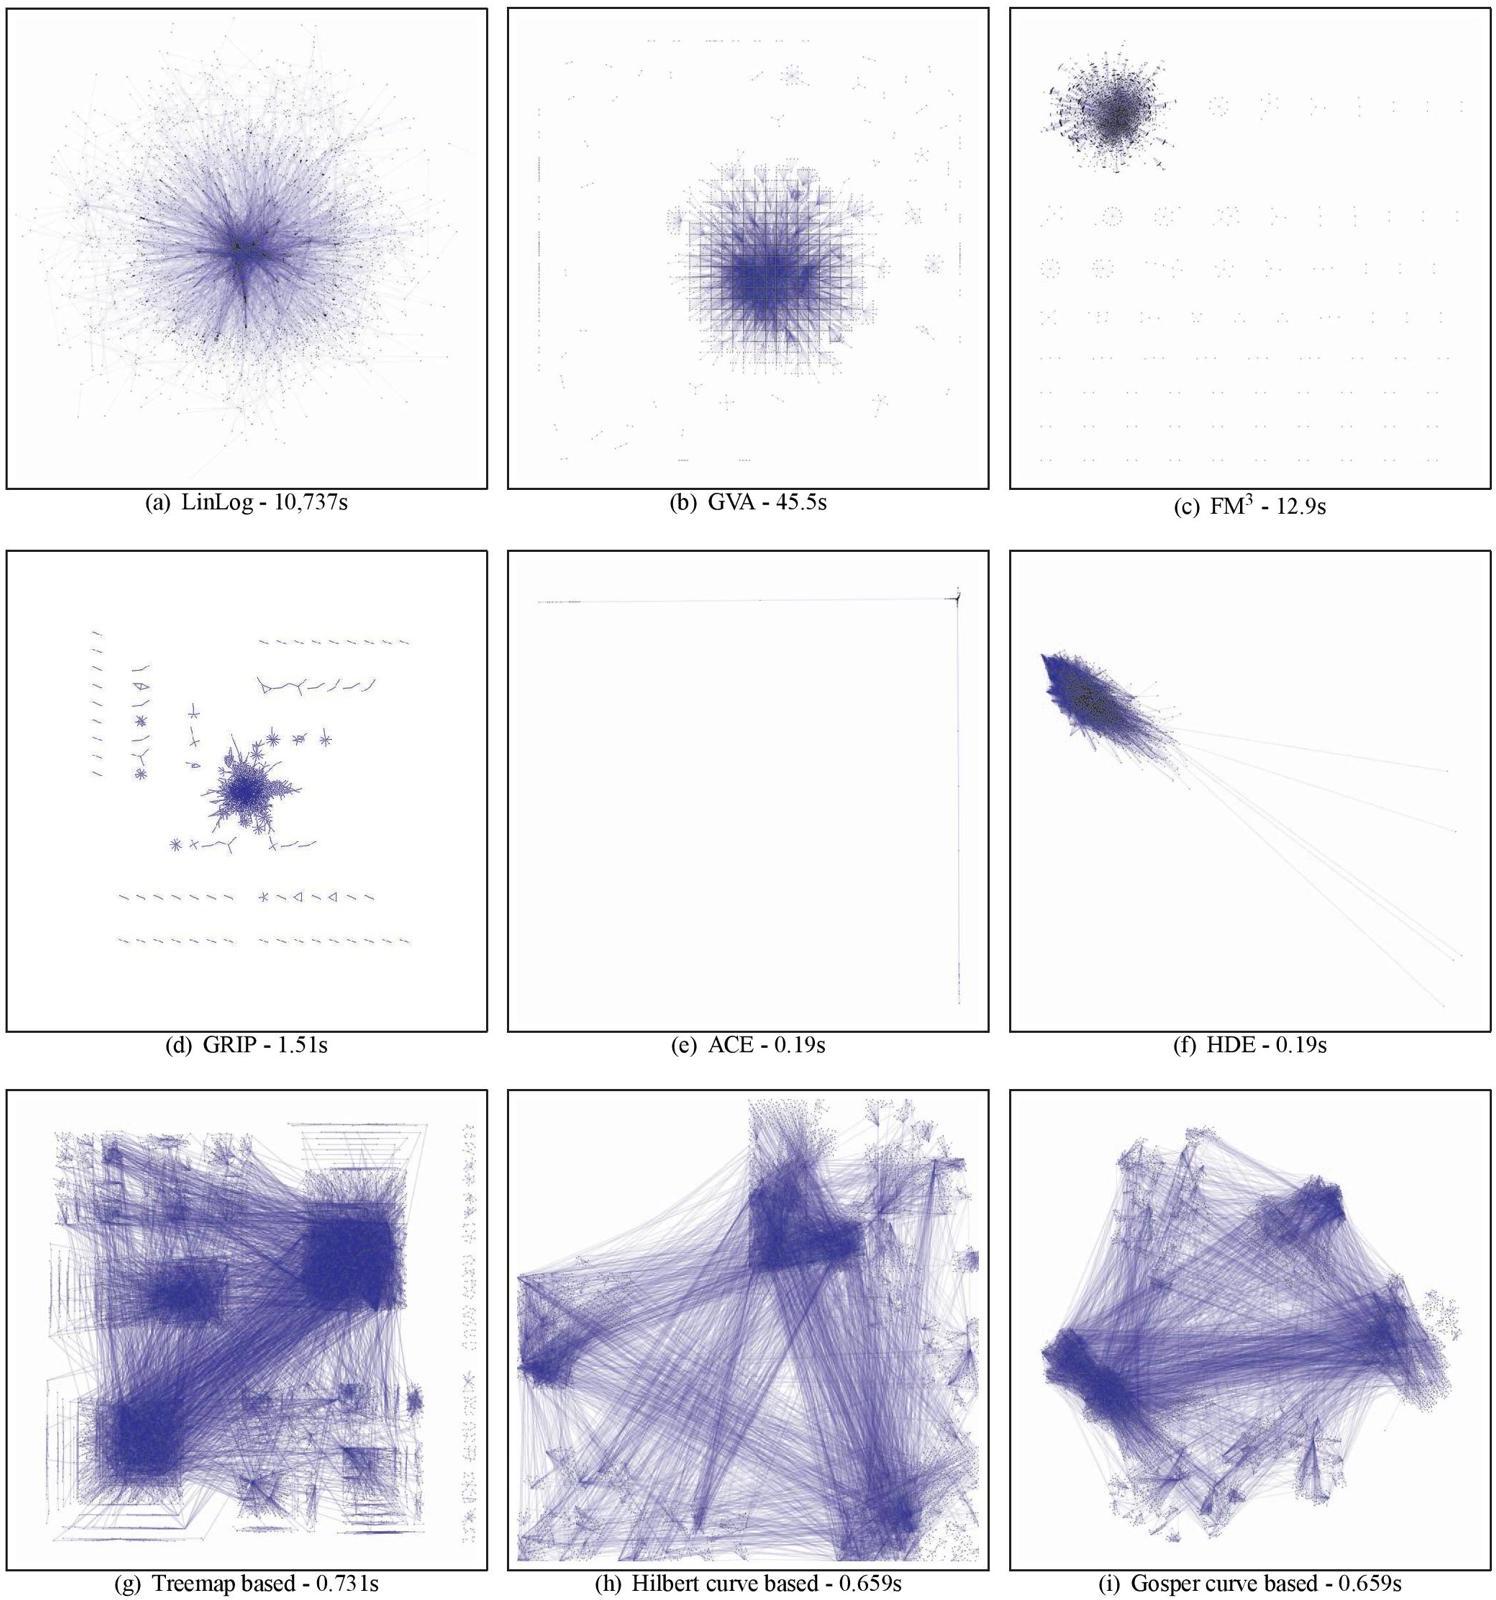 (a) LinLog - 10,737s
(b) GVA - 45.5s
(c) FM³ - 12.9s
(d) GRIP - 1.51s
(e) ACE - 0.19s
(f) HDE - 0.19s
(g) Treemap based - 0.731s
(h) Hilbert curve based - 0.659s
(i) Gosper curve based - 0.659s